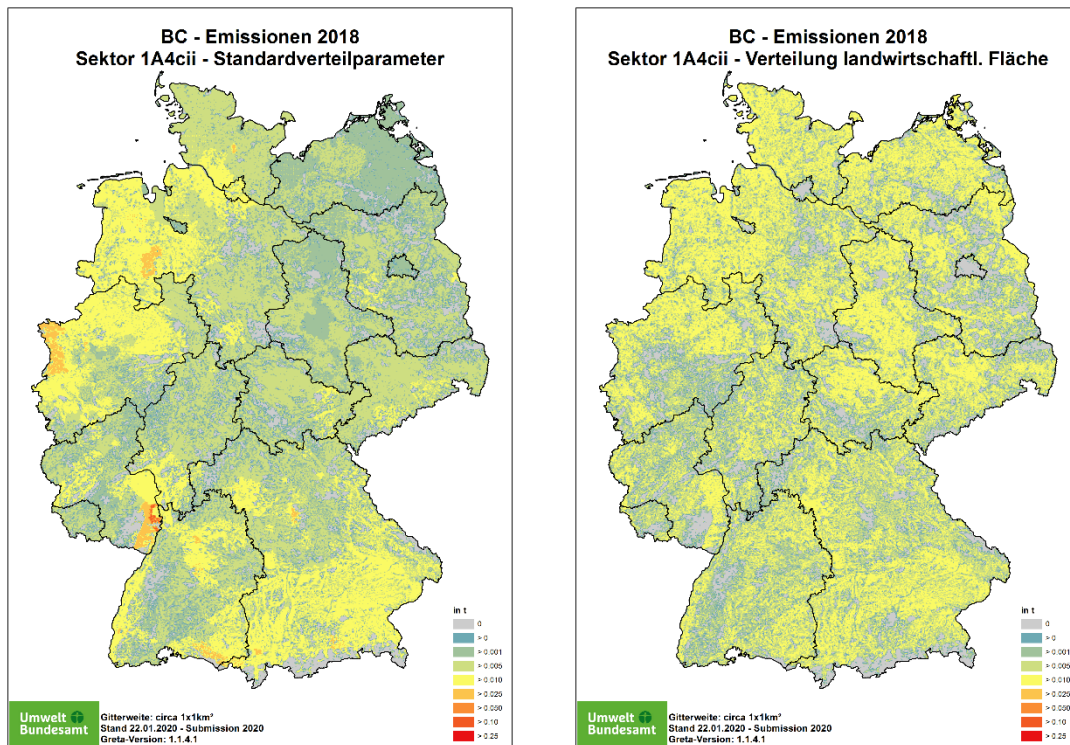 BC - Emissionen 2018
Sektor 1A4cii - Standardverteilparameter
in t
0
> 0
> 0.001
> 0.005
> 0.010
> 0.025
> 0.050
> 0.10
> 0.25
Umwelt
Bundesamt
Gitterweite: circa 1x1km²
Stand 22.01.2020 - Submission 2020
Greta-Version: 1.1.4.1
BC - Emissionen 2018
Sektor 1A4cii - Verteilung landwirtschaftl. Fläche
in t
0
> 0
> 0.001
> 0.005
> 0.010
> 0.025
> 0.050
> 0.10
> 0.25
Umwelt
Bundesamt
Gitterweite: circa 1x1km²
Stand 22.01.2020 - Submission 2020
Greta-Version: 1.1.4.1